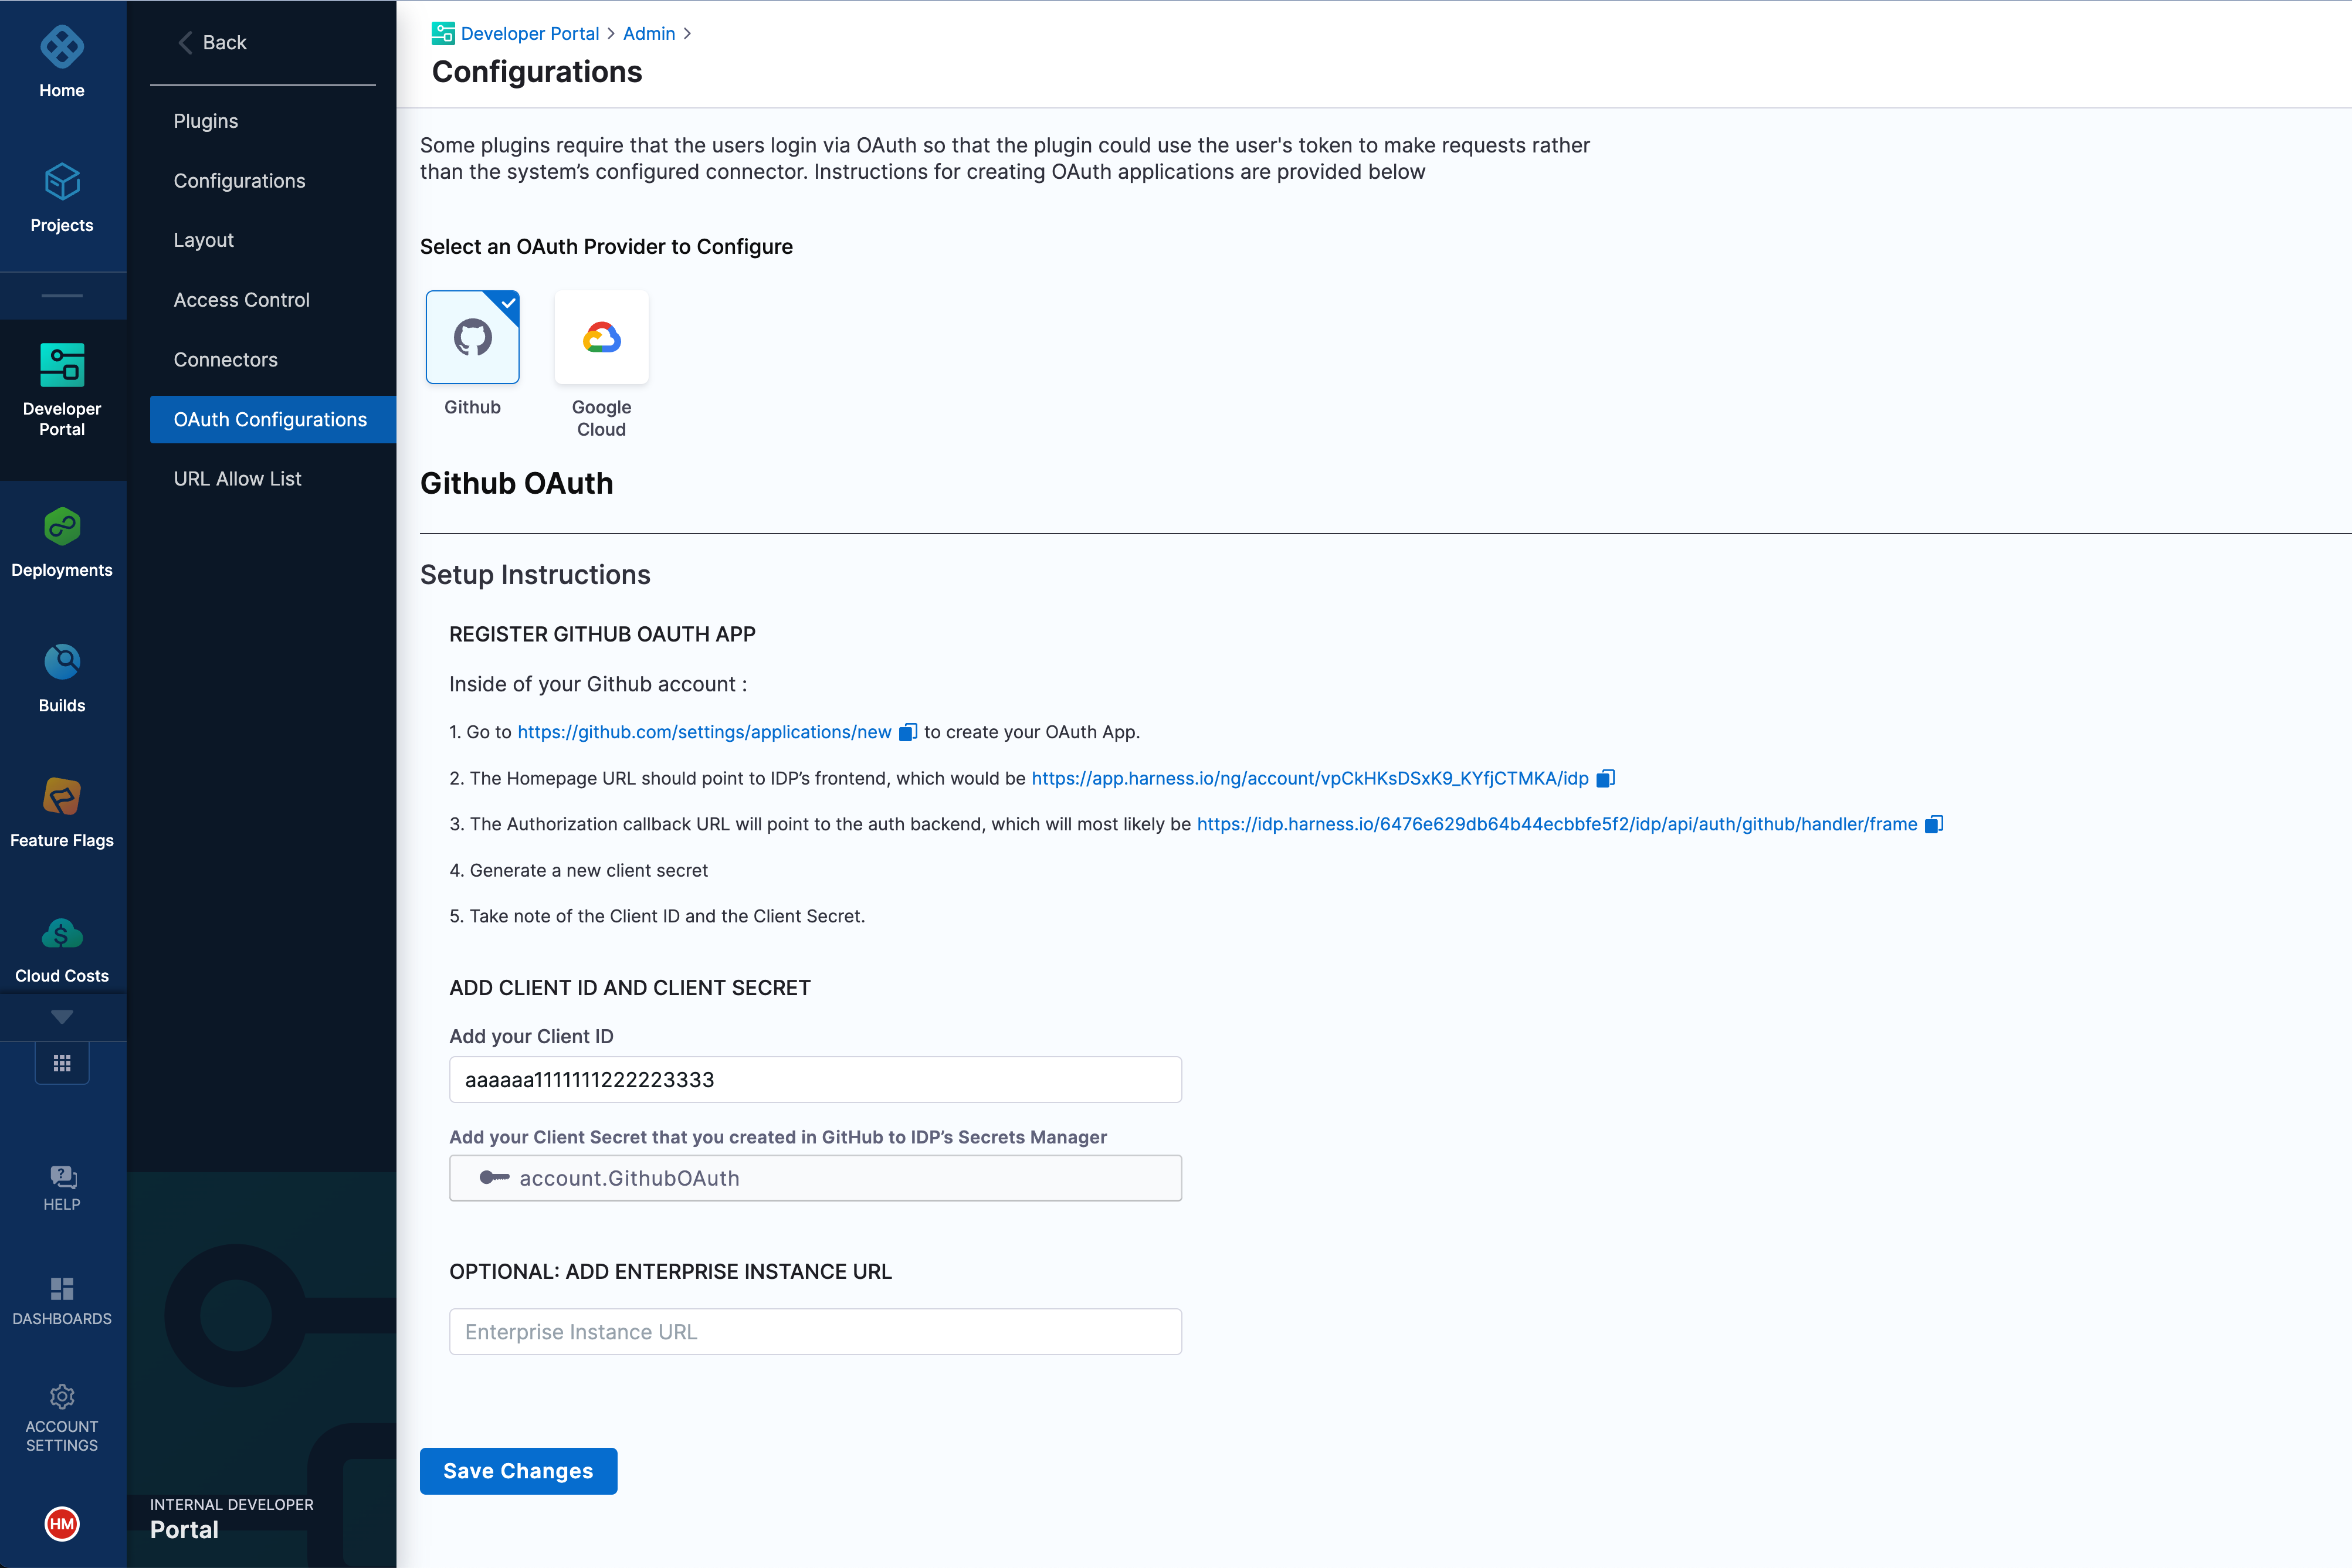 Home
Projects
Developer
Portal
Deployments
Builds
Feature Flags
Cloud Costs
HELP
DASHBOARDS
ACCOUNT
SETTINGS
HM
Back
Plugins
Configurations
Layout
Access Control
Connectors
OAuth Configurations
URL Allow List
INTERNAL DEVELOPER
Portal
Developer Portal > Admin >
Configurations
Some plugins require that the users login via OAuth so that the plugin could use the user's token to make requests rather
than the system’s configured connector. Instructions for creating OAuth applications are provided below
Select an OAuth Provider to Configure
Github
Google
Cloud
Github OAuth
Setup Instructions
REGISTER GITHUB OAUTH APP
Inside of your Github account :
1. Go to https://github.com/settings/applications/new to create your OAuth App.
2. The Homepage URL should point to IDP’s frontend, which would be https://app.harness.io/ng/account/vpCkHKsDSxK9_KYfjCTMKA/idp
3. The Authorization callback URL will point to the auth backend, which will most likely be https://idp.harness.io/6476e629db64b44ecbbfe5f2/idp/api/auth/github/handler/frame
4. Generate a new client secret
5. Take note of the Client ID and the Client Secret.
ADD CLIENT ID AND CLIENT SECRET
Add your Client ID
aaaaaa1111111222223333
Add your Client Secret that you created in GitHub to IDP’s Secrets Manager
account.GithubOAuth
OPTIONAL: ADD ENTERPRISE INSTANCE URL
Enterprise Instance URL
Save Changes